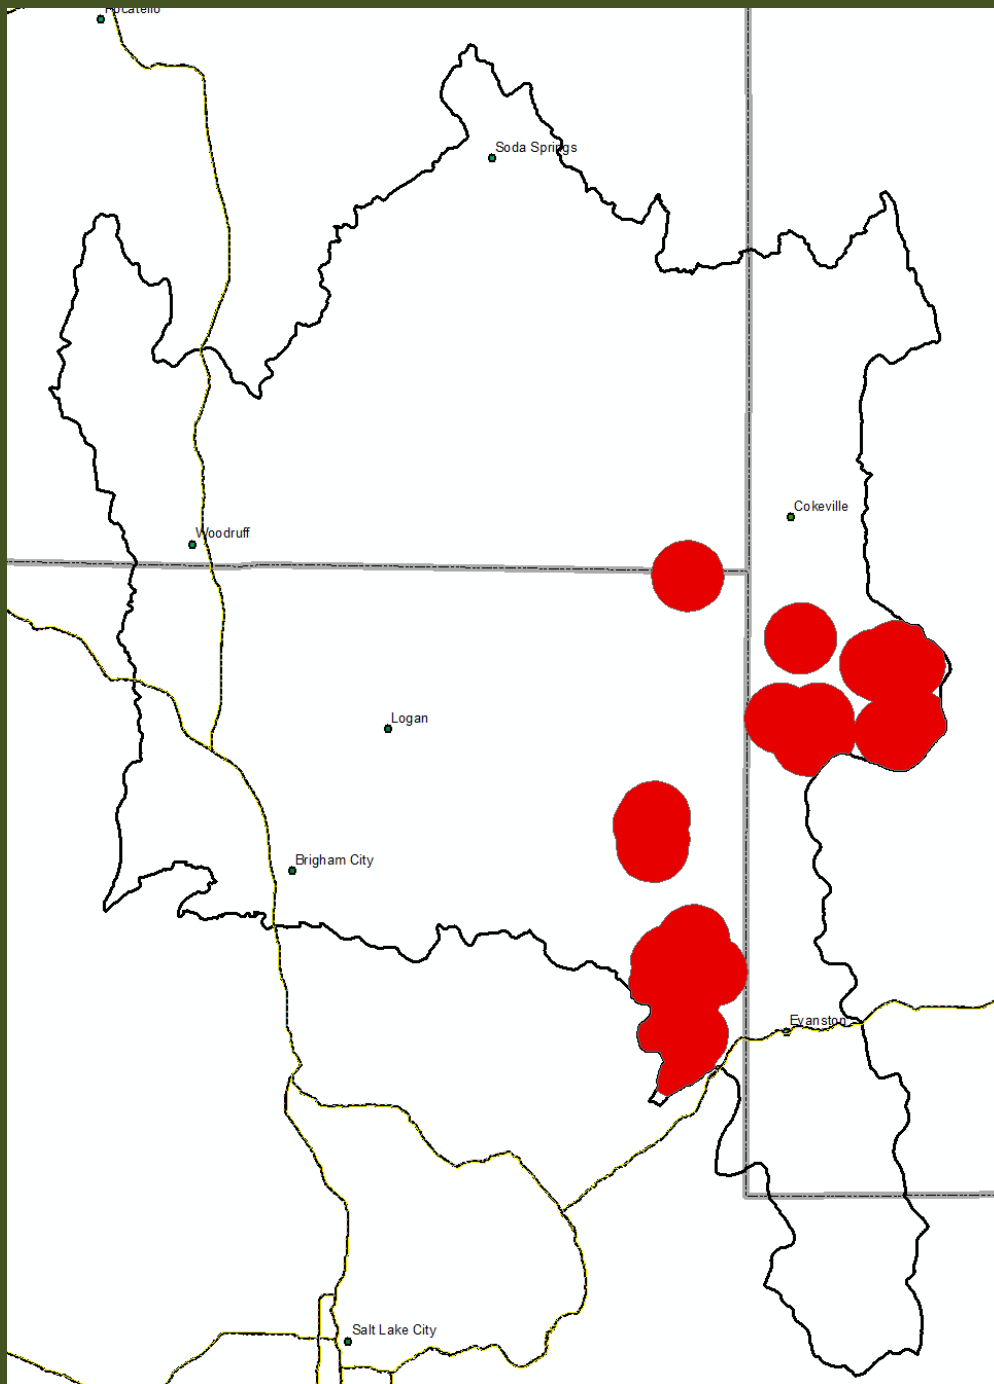 Pocatello
Soda Springs
Cokeville
Woodruff
Logan
Brigham City
Evanston
Salt Lake City